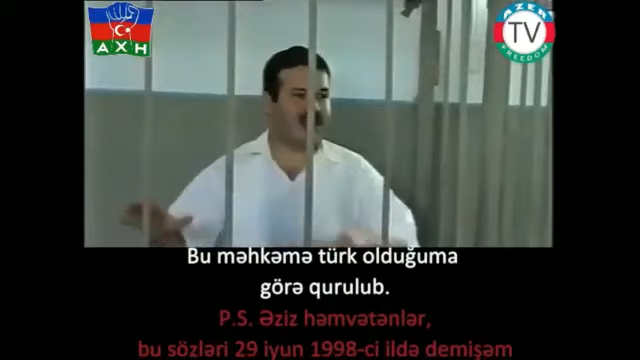 AXH
AZER
TV
FREEDOM
Bu məhkəmə türk olduğuma
görə qurulub.
P.S. Əziz həmvətənlər,
bu sözləri 29 iyun 1998-ci ildə demişəm